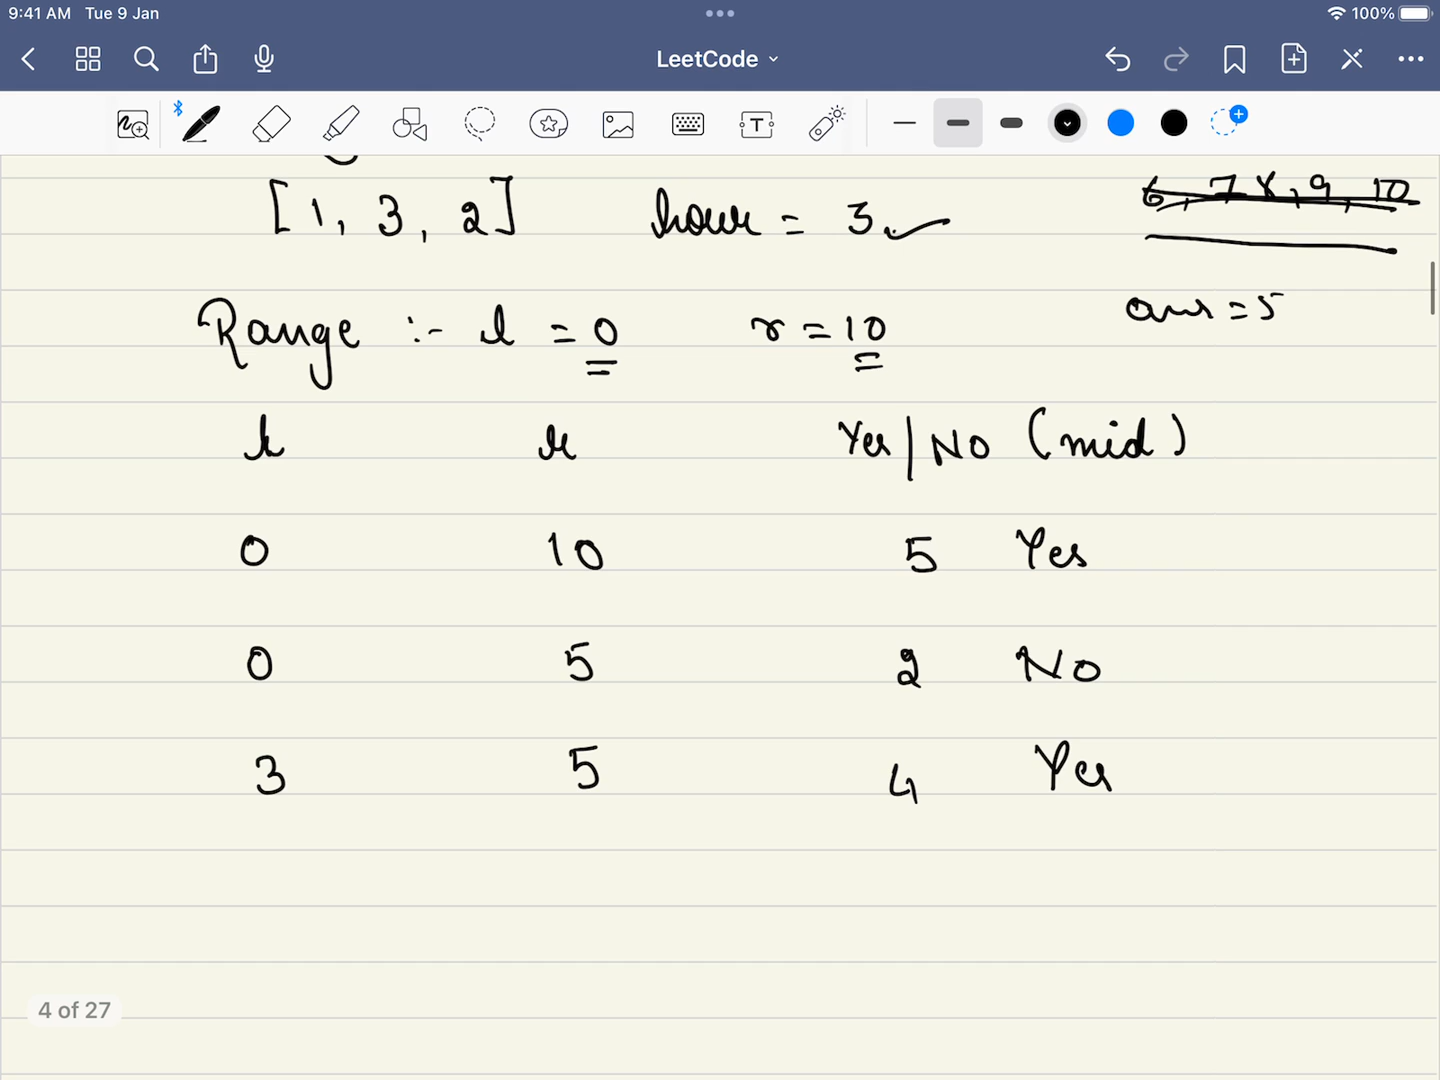 9:41 AM Tue 9 Jan
100%
LeetCode
T
[1, 3, 2] hour = 3
6, 7 8, 9, 10
Range :- l = 0 r = 10
ans = 5
l r Yes | NO (mid)
0 10 5 Yes
0 5 2 No
3 5 4 Yes
4 of 27